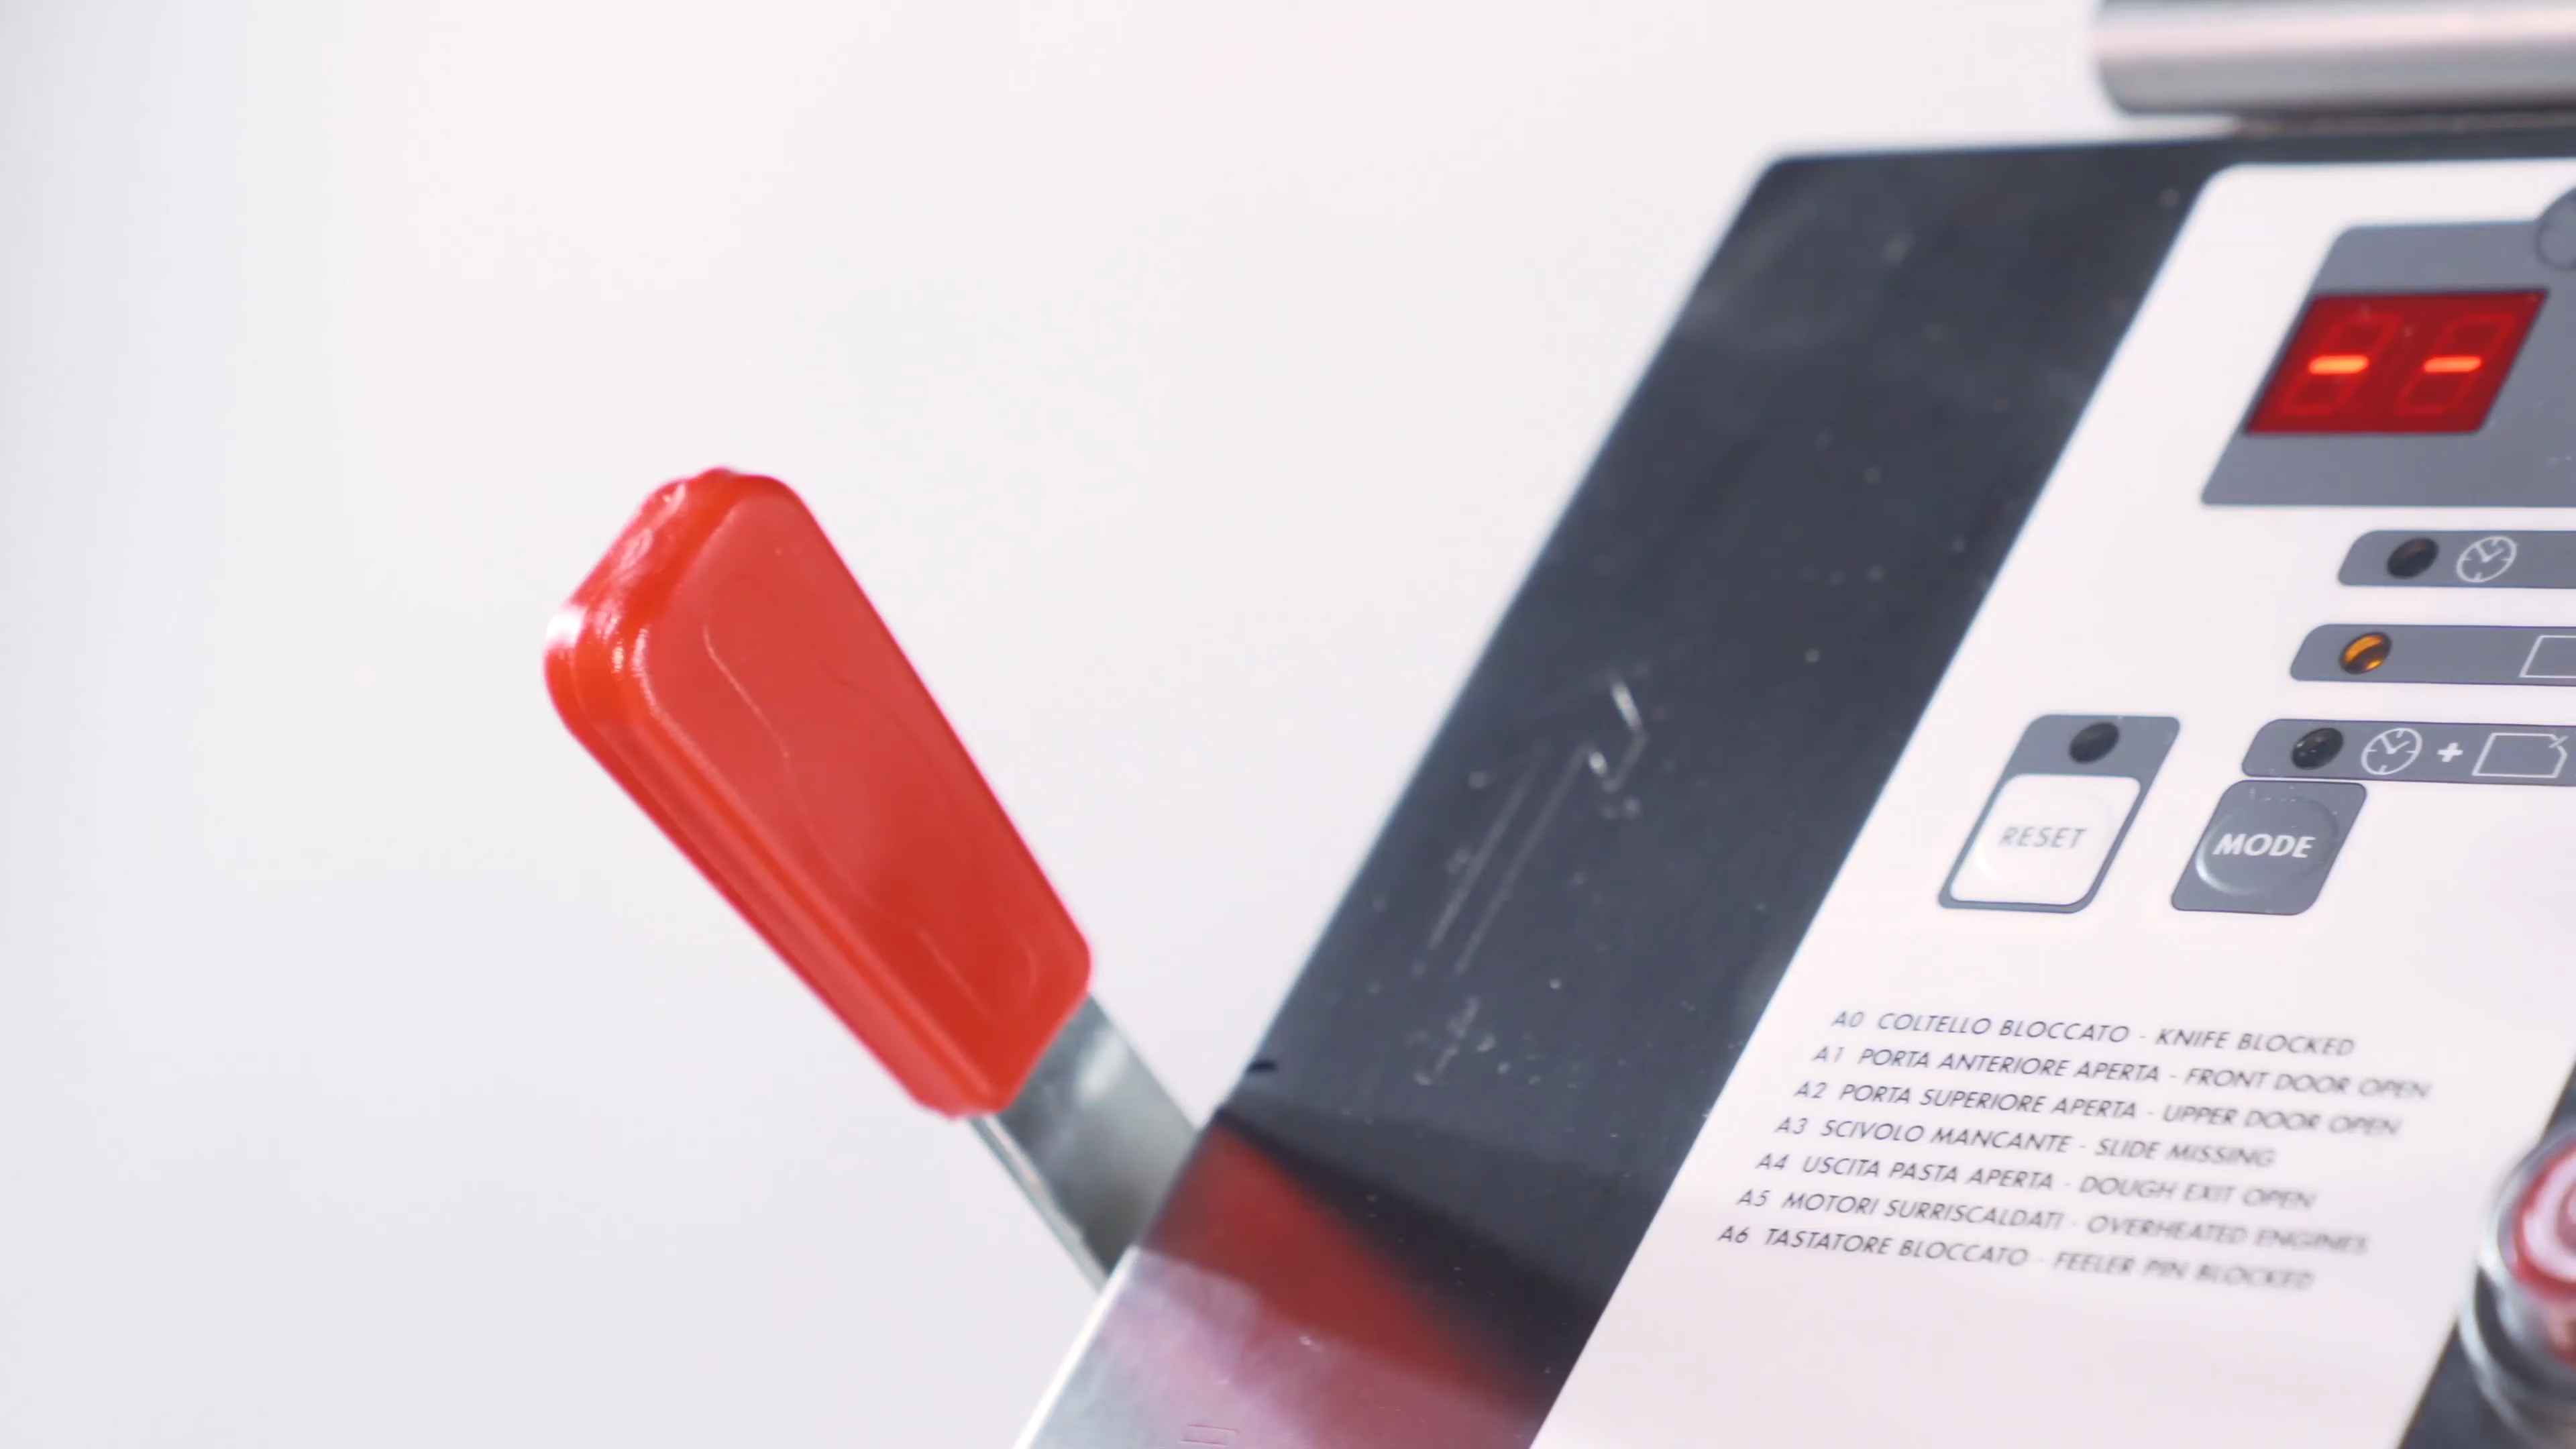 --
+
RESET
MODE
A0 COLTELLO BLOCCATO - KNIFE BLOCKED
A1 PORTA ANTERIORE APERTA - FRONT DOOR OPEN
A2 PORTA SUPERIORE APERTA - UPPER DOOR OPEN
A3 SCIVOLO MANCANTE - SLIDE MISSING
A4 USCITA PASTA APERTA - DOUGH EXIT OPEN
A5 MOTORI SURRISCALDATI - OVERHEATED ENGINES
A6 TASTATORE BLOCCATO - FEELER PIN BLOCKED